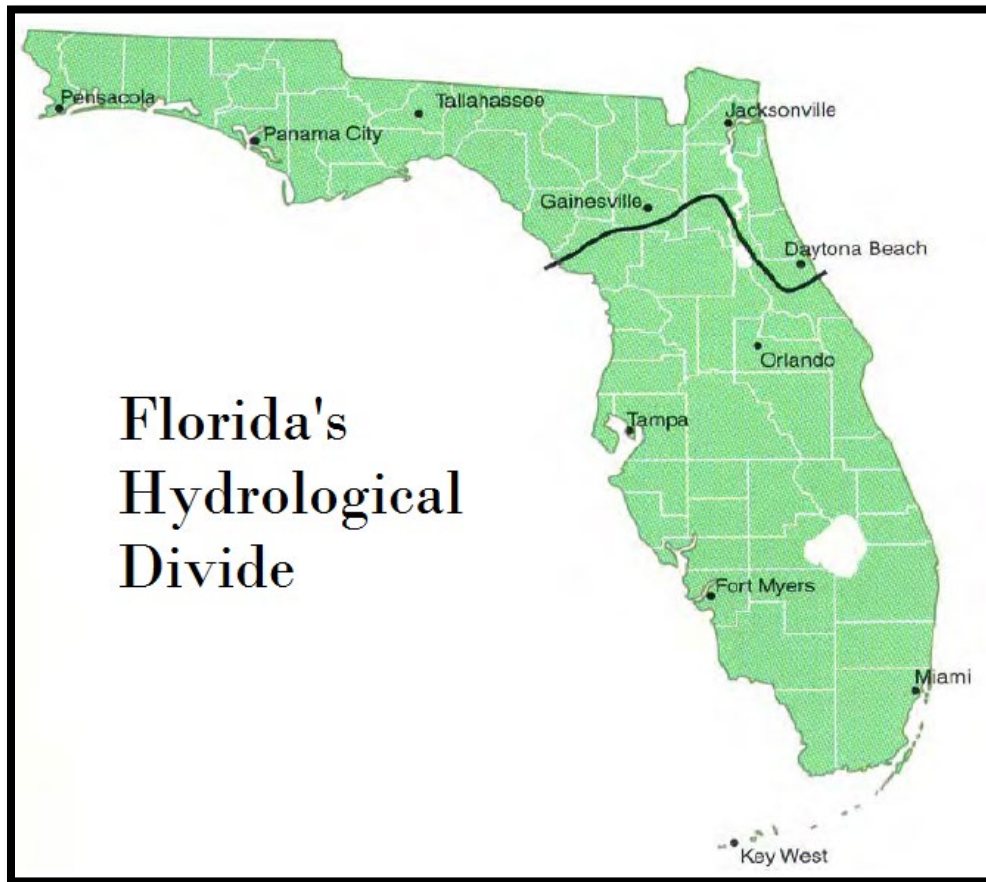 Pensacola
Tallahassee
Jacksonville
Panama City
Gainesville
Daytona Beach
Orlando
Florida's
Hydrological
Divide
Tampa
Fort Myers
Miami
Key West